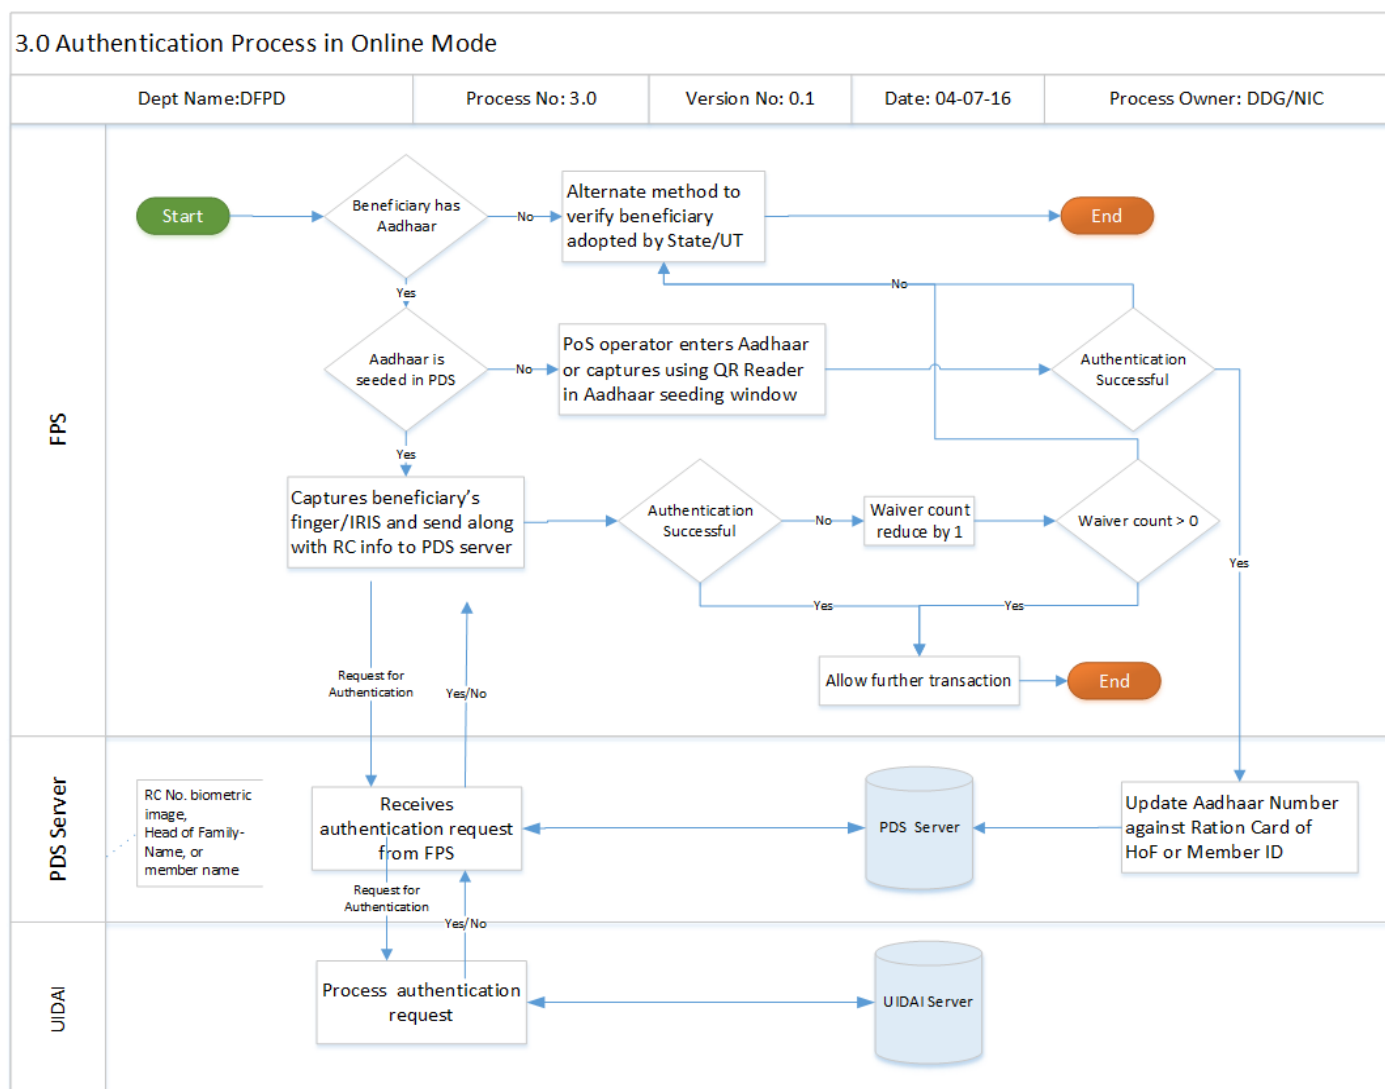 3.0 Authentication Process in Online Mode
Dept Name:DFPD
Process No: 3.0
Version No: 0.1
Date: 04-07-16
Process Owner: DDG/NIC
FPS
Start
Beneficiary has
Aadhaar
No
Alternate method to
verify beneficiary
adopted by State/UT
End
Yes
No
Aadhaar is
seeded in PDS
No
PoS operator enters Aadhaar
or captures using QR Reader
in Aadhaar seeding window
Authentication
Successful
Yes
Captures beneficiary's
finger/IRIS and send along
with RC info to PDS server
Authentication
Successful
No
Waiver count
reduce by 1
Waiver count > 0
Yes
Yes
Yes
Request for
Authentication
Yes/No
Allow further transaction
End
PDS Server
RC No. biometric
image,
Head of Family-
Name, or
member name
Receives
authentication request
from FPS
PDS Server
Update Aadhaar Number
against Ration Card of
HoF or Member ID
Request for
Authentication
Yes/No
UIDAI
Process authentication
request
UIDAI Server